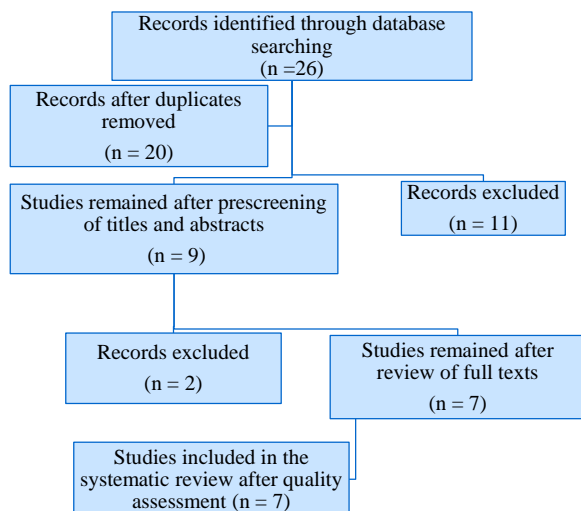 Records identified through database
searching
(n =26)
Records after duplicates
removed
(n = 20)
Studies remained after prescreening
of titles and abstracts
(n = 9)
Records excluded
(n = 11)
Records excluded
(n = 2)
Studies remained after
review of full texts
(n = 7)
Studies included in the
systematic review after quality
assessment (n = 7)